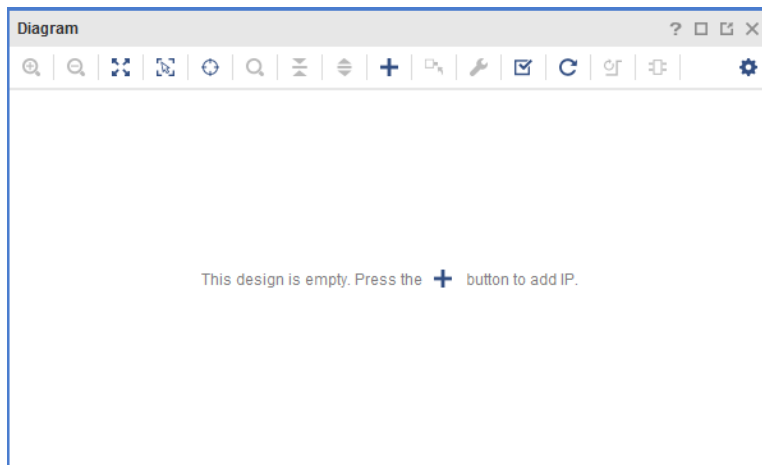 Diagram
This design is empty. Press the + button to add IP.